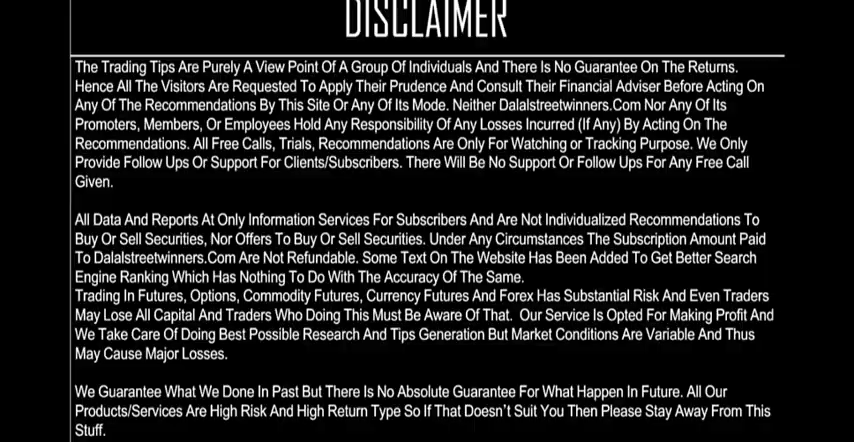 DISCLAIMER
The Trading Tips Are Purely A View Point Of A Group Of Individuals And There Is No Guarantee On The Returns.
Hence All The Visitors Are Requested To Apply Their Prudence And Consult Their Financial Adviser Before Acting On
Any Of The Recommendations By This Site Or Any Of Its Mode. Neither Dalalstreetwinners.Com Nor Any Of Its
Promoters, Members, Or Employees Hold Any Responsibility Of Any Losses Incurred (If Any) By Acting On The
Recommendations. All Free Calls, Trials, Recommendations Are Only For Watching or Tracking Purpose. We Only
Provide Follow Ups Or Support For Clients/Subscribers. There Will Be No Support Or Follow Ups For Any Free Call
Given.
All Data And Reports At Only Information Services For Subscribers And Are Not Individualized Recommendations To
Buy Or Sell Securities, Nor Offers To Buy Or Sell Securities. Under Any Circumstances The Subscription Amount Paid
To Dalalstreetwinners.Com Are Not Refundable. Some Text On The Website Has Been Added To Get Better Search
Engine Ranking Which Has Nothing To Do With The Accuracy Of The Same.
Trading In Futures, Options, Commodity Futures, Currency Futures And Forex Has Substantial Risk And Even Traders
May Lose All Capital And Traders Who Doing This Must Be Aware Of That. Our Service Is Opted For Making Profit And
We Take Care Of Doing Best Possible Research And Tips Generation But Market Conditions Are Variable And Thus
May Cause Major Losses.
We Guarantee What We Done In Past But There Is No Absolute Guarantee For What Happen In Future. All Our
Products/Services Are High Risk And High Return Type So If That Doesn't Suit You Then Please Stay Away From This
Stuff.